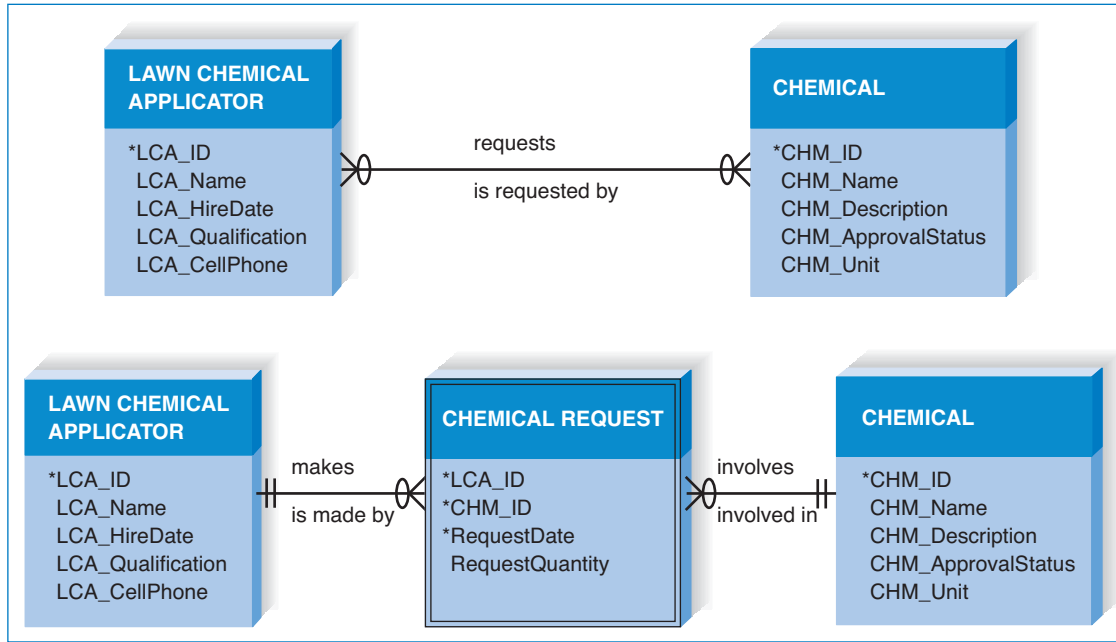 LAWN CHEMICAL
APPLICATOR
*LCA_ID
LCA_Name
LCA_HireDate
LCA_Qualification
LCA_CellPhone
requests
is requested by
CHEMICAL
*CHM_ID
CHM_Name
CHM_Description
CHM_ApprovalStatus
CHM_Unit
LAWN CHEMICAL
APPLICATOR
*LCA_ID
LCA_Name
LCA_HireDate
LCA_Qualification
LCA_CellPhone
makes
is made by
CHEMICAL REQUEST
*LCA_ID
*CHM_ID
*RequestDate
RequestQuantity
involves
involved in
CHEMICAL
*CHM_ID
CHM_Name
CHM_Description
CHM_ApprovalStatus
CHM_Unit